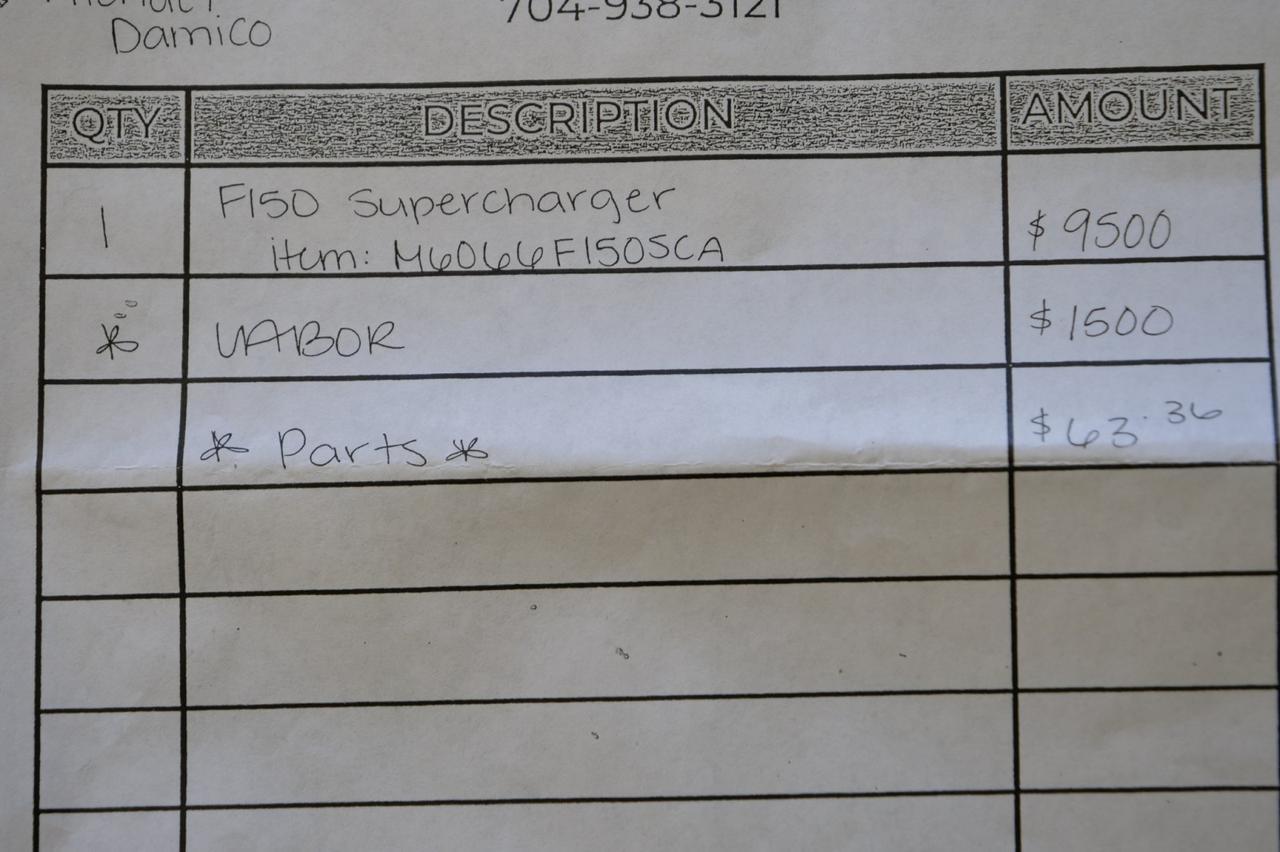 Damico
704-938-3121
QTY DESCRIPTION AMOUNT
1 F150 Supercharger $ 9500
item: M6066F150SCA
* LABOR $ 1500
* Parts * $ 63.36